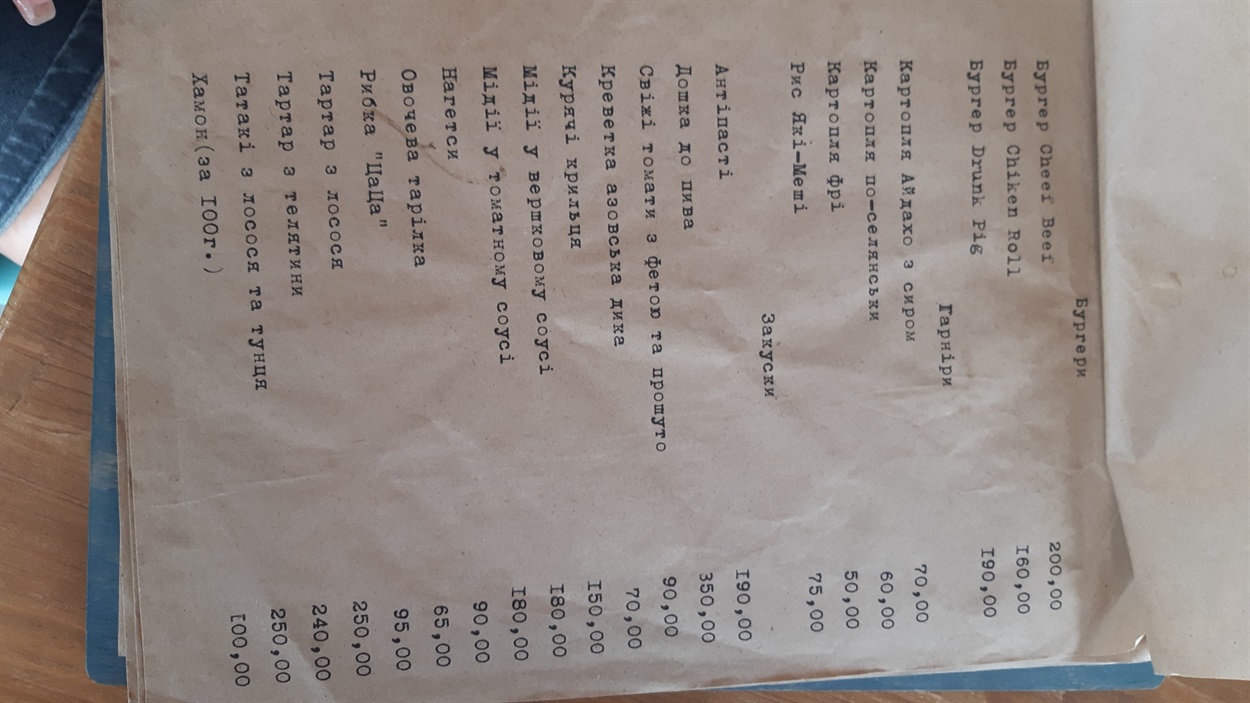 Бургери
Бургер Cheef Beef 200,00
Бургер Chiken Roll 160,00
Бургер Drunk Pig 190,00
Гарніри
Картопля Айдахо з сиром 70,00
Картопля по-селянськи 60,00
Картопля Фрі 50,00
Рис Які-Меші 75,00
Закуски
Антіпасті 190,00
Дошка до пива 350,00
Свіжі томати з фетою та прошуто 90,00
Креветка азовська дика 70,00
Курячі крильця 150,00
Мідії у вершковому соусі 180,00
Мідії у томатному соусі 180,00
Нагетси 90,00
Овочева тарілка 65,00
Рибка "ЦаЦа" 95,00
Тартар з лосося 250,00
Тартар з телятини 240,00
Татакі з лосося та тунця 250,00
Хамон(за 100г.) 100,00